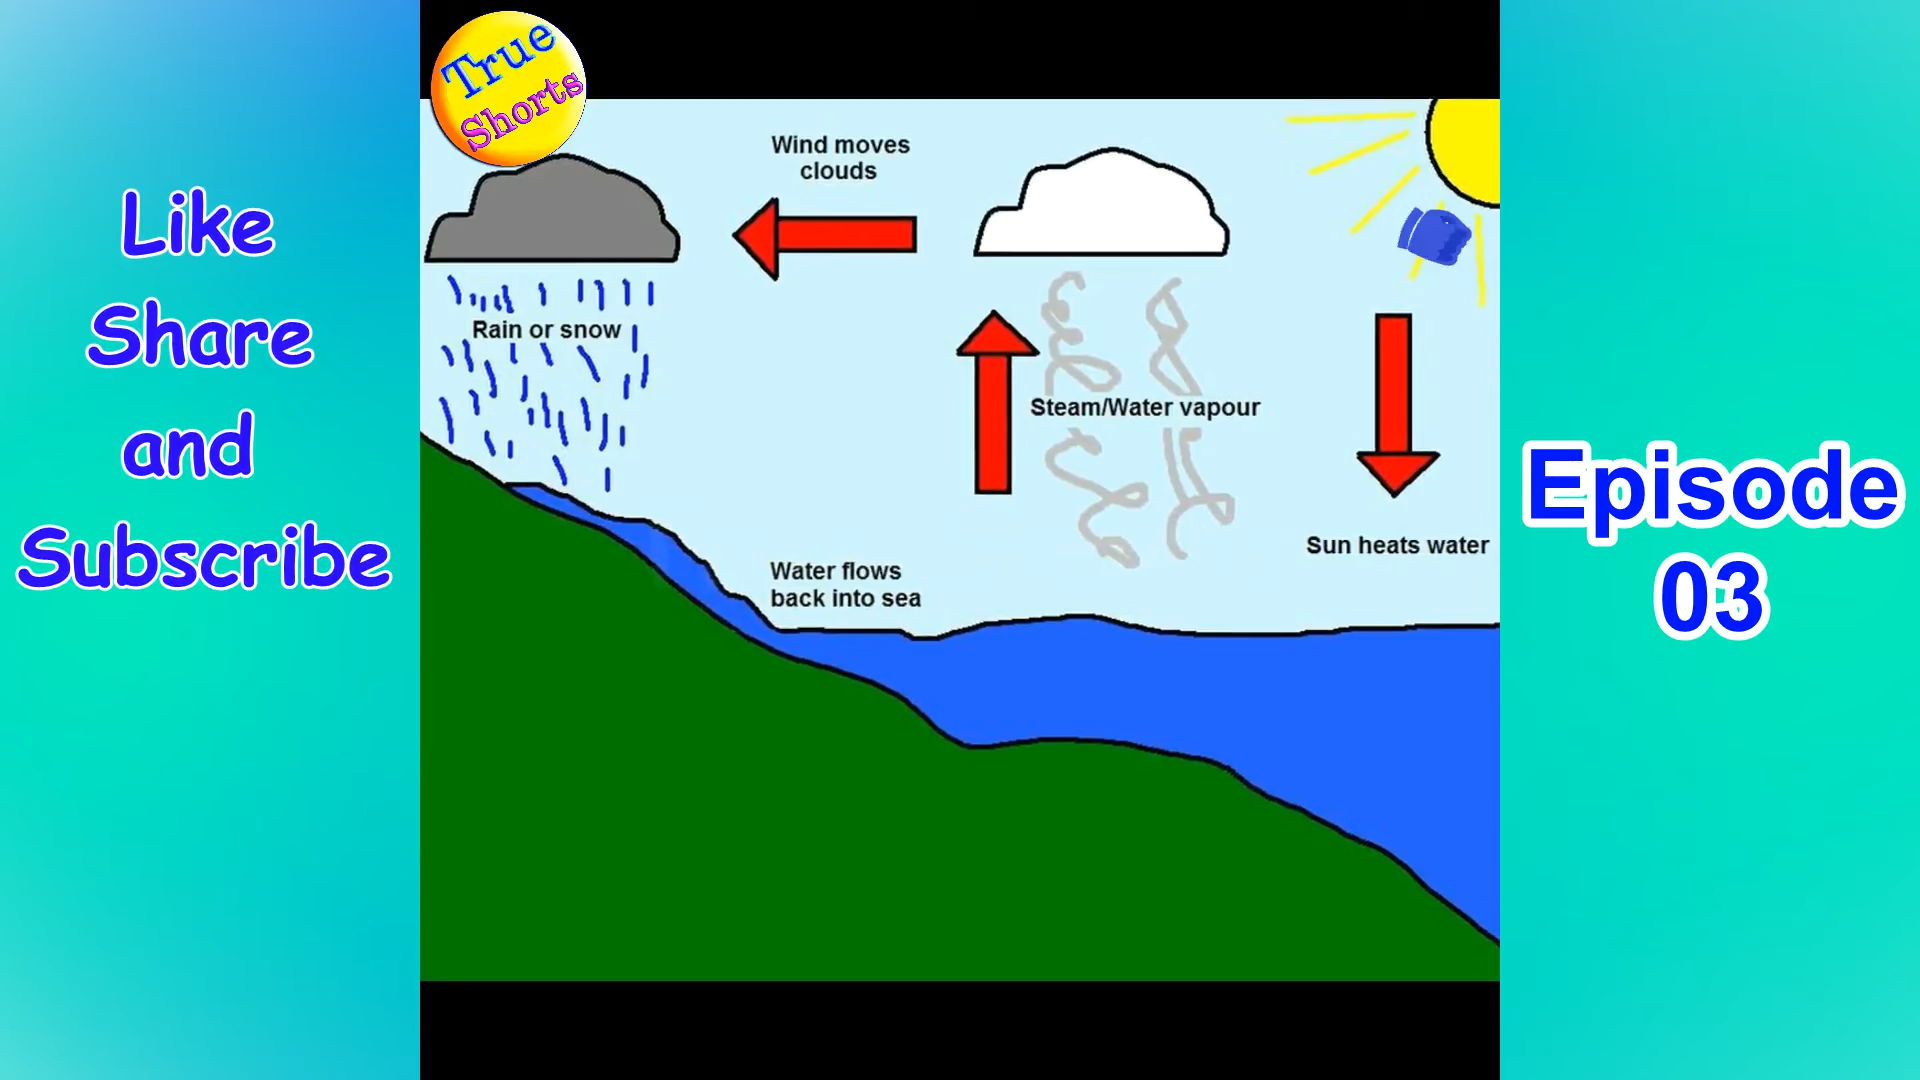 True
Shorts
Like
Share
and
Subscribe
Wind moves
clouds
Rain or snow
Steam/Water vapour
Sun heats water
Water flows
back into sea
Episode
03